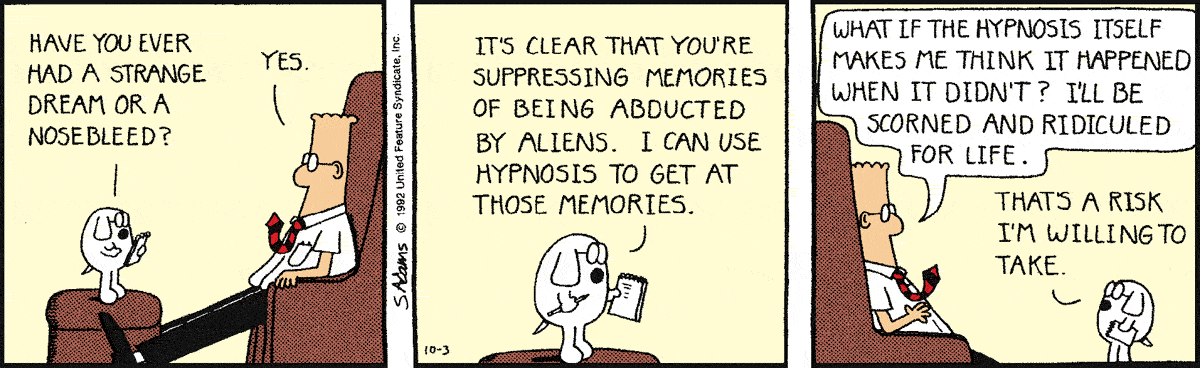 HAVE YOU EVER
HAD A STRANGE
DREAM OR A
NOSEBLEED?
YES.
S.Adams © 1992 United Feature Syndicate, Inc.
IT'S CLEAR THAT YOU'RE
SUPPRESSING MEMORIES
OF BEING ABDUCTED
BY ALIENS. I CAN USE
HYPNOSIS TO GET AT
THOSE MEMORIES.
10-3
WHAT IF THE HYPNOSIS ITSELF
MAKES ME THINK IT HAPPENED
WHEN IT DIDN'T? I'LL BE
SCORNED AND RIDICULED
FOR LIFE.
THAT'S A RISK
I'M WILLING TO
TAKE.